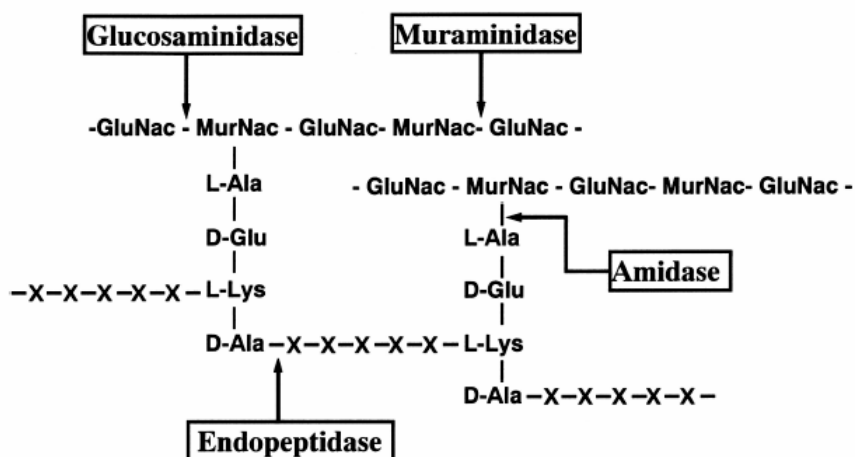 Glucosaminidase Muraminidase
-GluNac - MurNac - GluNac- MurNac- GluNac -
L-Ala - GluNac - MurNac - GluNac- MurNac- GluNac -
D-Glu L-Ala
Amidase
–X–X–X–X–X–L-Lys D-Glu
D-Ala–X–X–X–X–X–L-Lys
D-Ala–X–X–X–X–X–
Endopeptidase